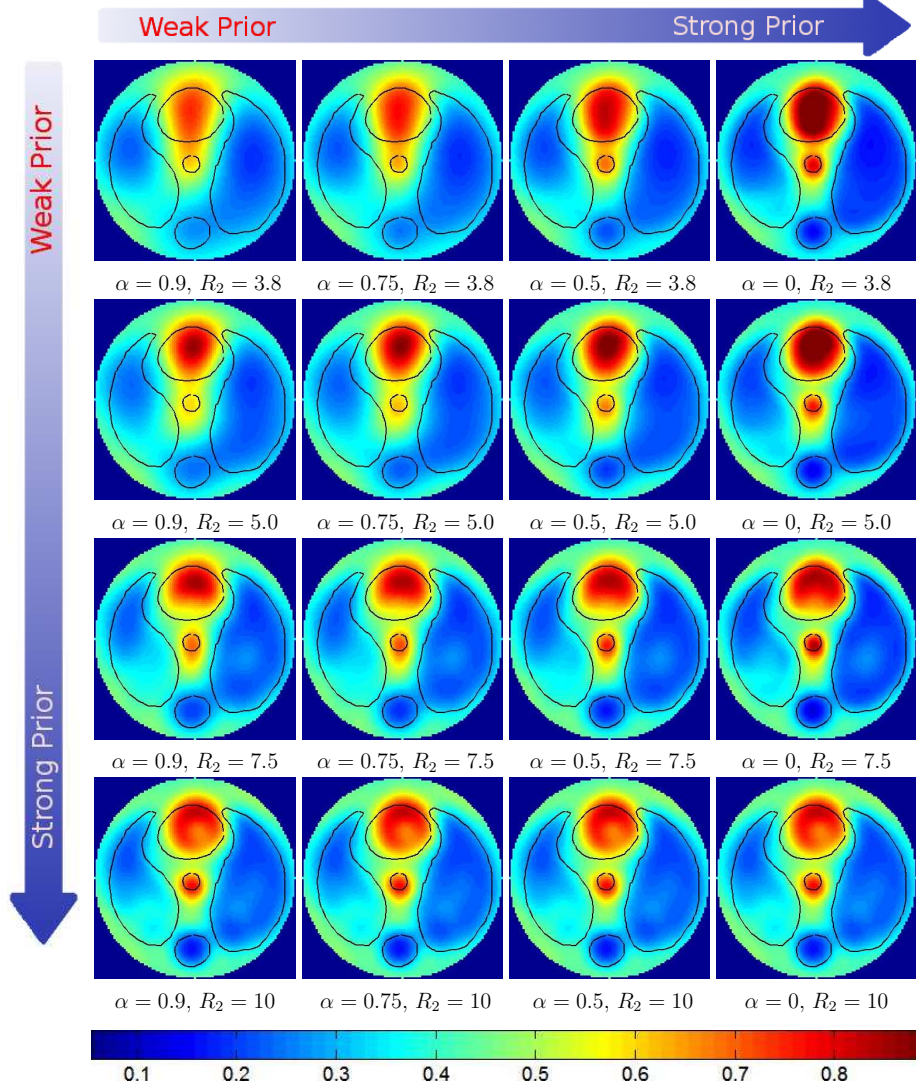 Weak Prior Strong Prior
Weak Prior
Strong Prior
α = 0.9, R₂ = 3.8 α = 0.75, R₂ = 3.8 α = 0.5, R₂ = 3.8 α = 0, R₂ = 3.8
α = 0.9, R₂ = 5.0 α = 0.75, R₂ = 5.0 α = 0.5, R₂ = 5.0 α = 0, R₂ = 5.0
α = 0.9, R₂ = 7.5 α = 0.75, R₂ = 7.5 α = 0.5, R₂ = 7.5 α = 0, R₂ = 7.5
α = 0.9, R₂ = 10 α = 0.75, R₂ = 10 α = 0.5, R₂ = 10 α = 0, R₂ = 10
0.1 0.2 0.3 0.4 0.5 0.6 0.7 0.8